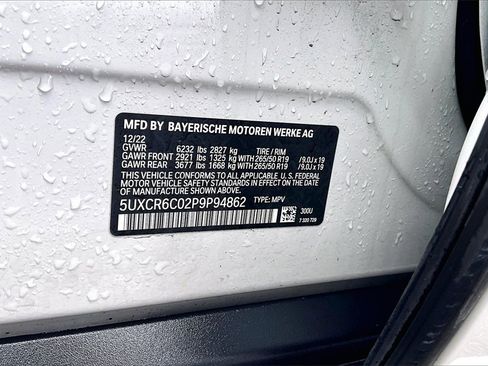 MFD BY BAYERISCHE MOTOREN WERKE AG
12/22
GVWR 6232 lbs 2827 kg TIRE / RIM
GAWR FRONT 2921 lbs 1325 kg WITH 265/50 R19 / 9.0J x 19
GAWR REAR 3677 lbs 1668 kg WITH 265/50 R19 / 9.0J x 19
THIS VEHICLE CONFORMS TO ALL APPLICABLE U. S. FEDERAL
MOTOR VEHICLE SAFETY STANDARDS IN EFFECT ON THE
DATE OF MANUFACTURE SHOWN ABOVE.
5UXCR6C02P9P94862 TYPE: MPV
300U
7 320 729